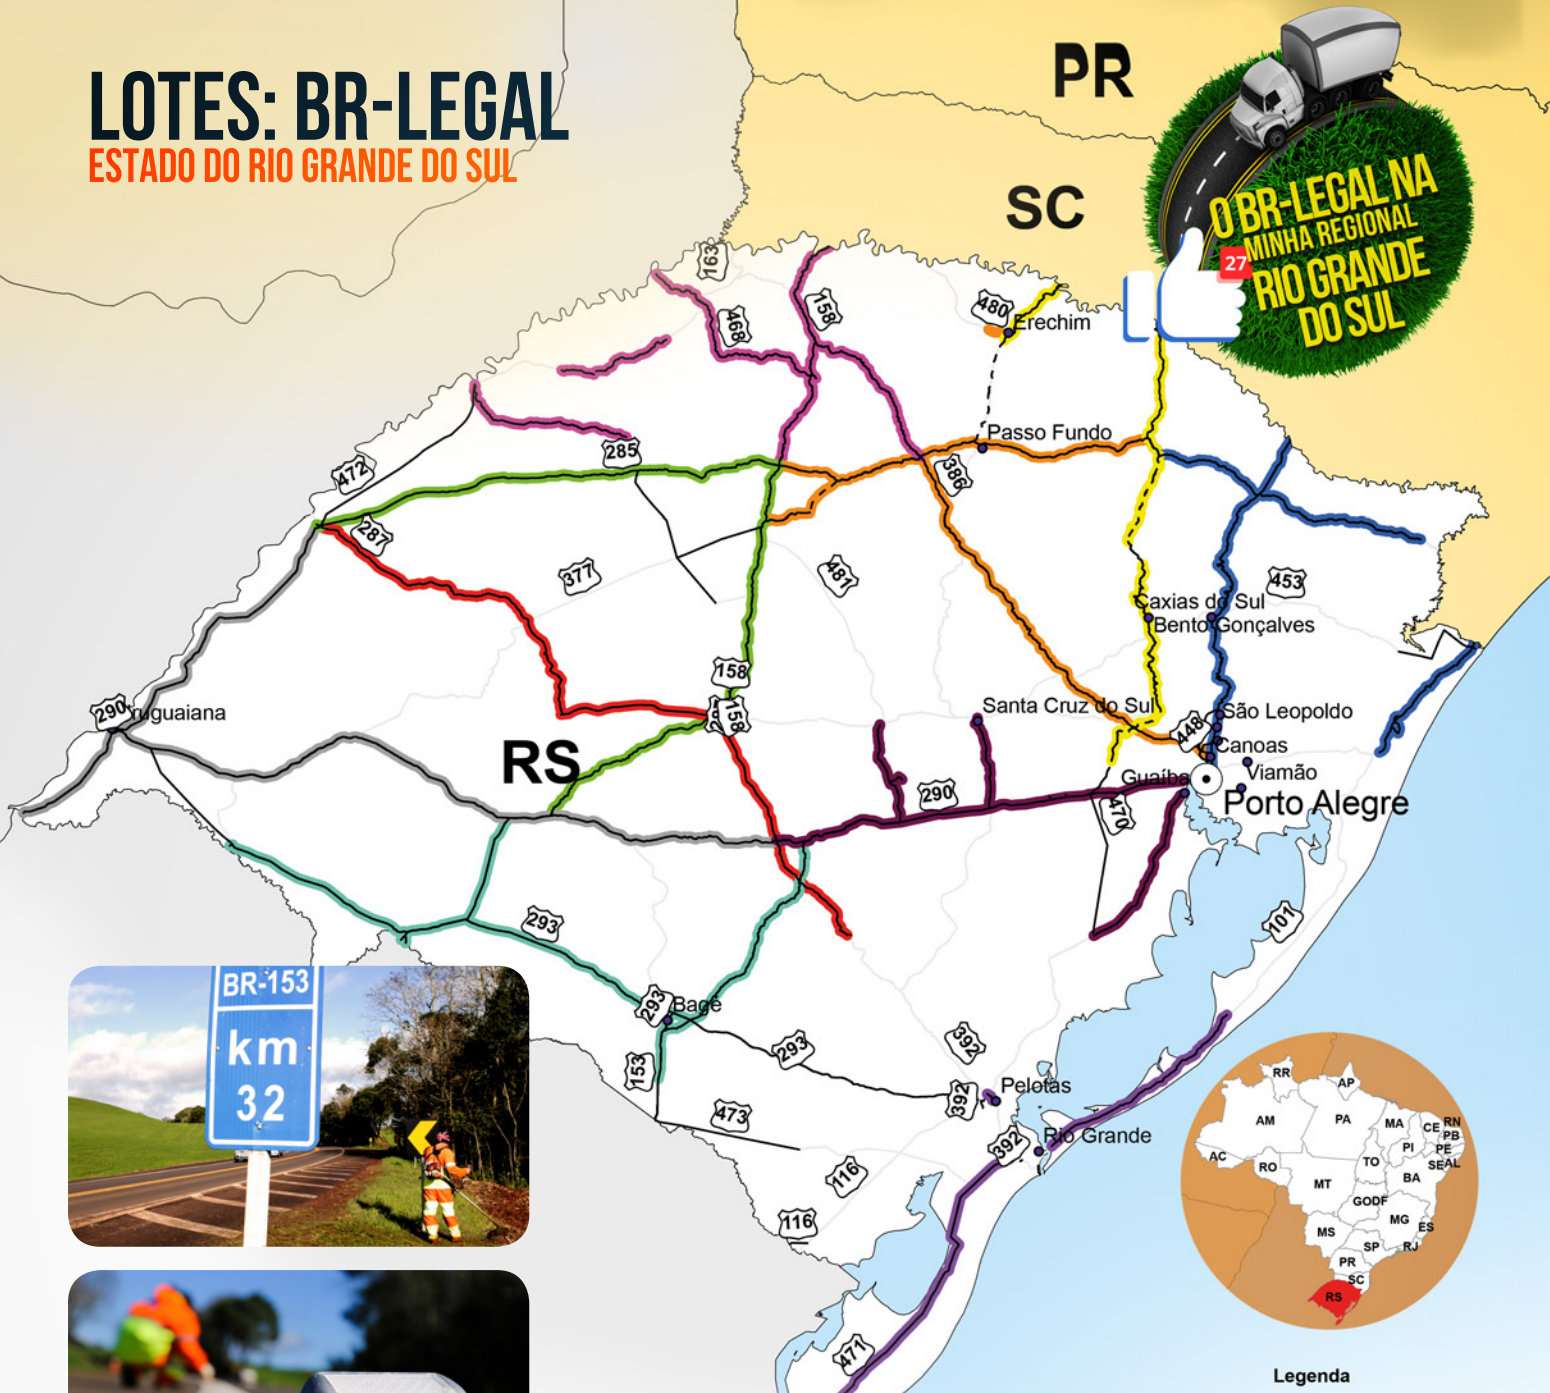 LOTES: BR-LEGAL
ESTADO DO RIO GRANDE DO SUL
PR
SC
O BR-LEGAL NA
MINHA REGIONAL
RIO GRANDE
DO SUL
27
163
468
158
480
Erechim
Passo Fundo
285
472
386
287
377
481
453
Caxias do Sul
Bento Gonçalves
158
158
290
Uruguaiana
Santa Cruz do Sul
São Leopoldo
448
Canoas
RS
Guaíba
Viamão
290
470
Porto Alegre
293
101
293
Bagé
293
392
153
392
Pelotas
473
392
Rio Grande
116
116
471
BR-153
km
32
RR
AP
AM
PA
MA
CE
RN
PB
PI
PE
AC
TO
SE
AL
RO
BA
MT
GO
DF
MG
ES
MS
SP
RJ
PR
SC
RS
Legenda